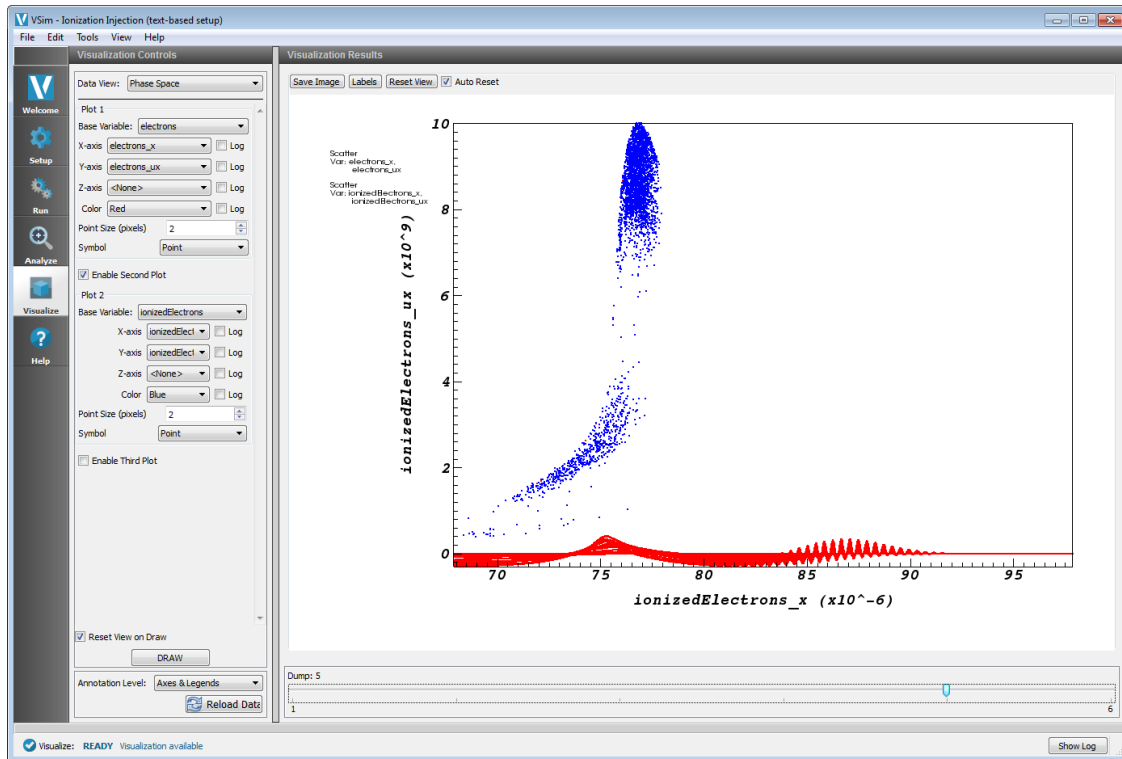 VSim - Ionization Injection (text-based setup)
File Edit Tools View Help
Visualization Controls
Welcome
Setup
Run
Analyze
Visualize
Help
Data View: Phase Space
Plot 1
Base Variable: electrons
X-axis electrons_x Log
Y-axis electrons_ux Log
Z-axis <None> Log
Color Red Log
Point Size (pixels) 2
Symbol Point
Enable Second Plot
Plot 2
Base Variable: ionizedElectrons
X-axis ionizedElect Log
Y-axis ionizedElect Log
Z-axis <None> Log
Color Blue Log
Point Size (pixels) 2
Symbol Point
Enable Third Plot
Reset View on Draw
DRAW
Annotation Level: Axes & Legends
Reload Data
Visualization Results
Save Image Labels Reset View Auto Reset
Scatter
Var: electrons_x,
electrons_ux
Scatter
Var: ionizedElectrons_x,
ionizedElectrons_ux
ionizedElectrons_ux (x10^9)
10
8
6
4
2
0
70 75 80 85 90 95
ionizedElectrons_x (x10^-6)
Dump: 5
1 6
Visualize: READY Visualization available
Show Log